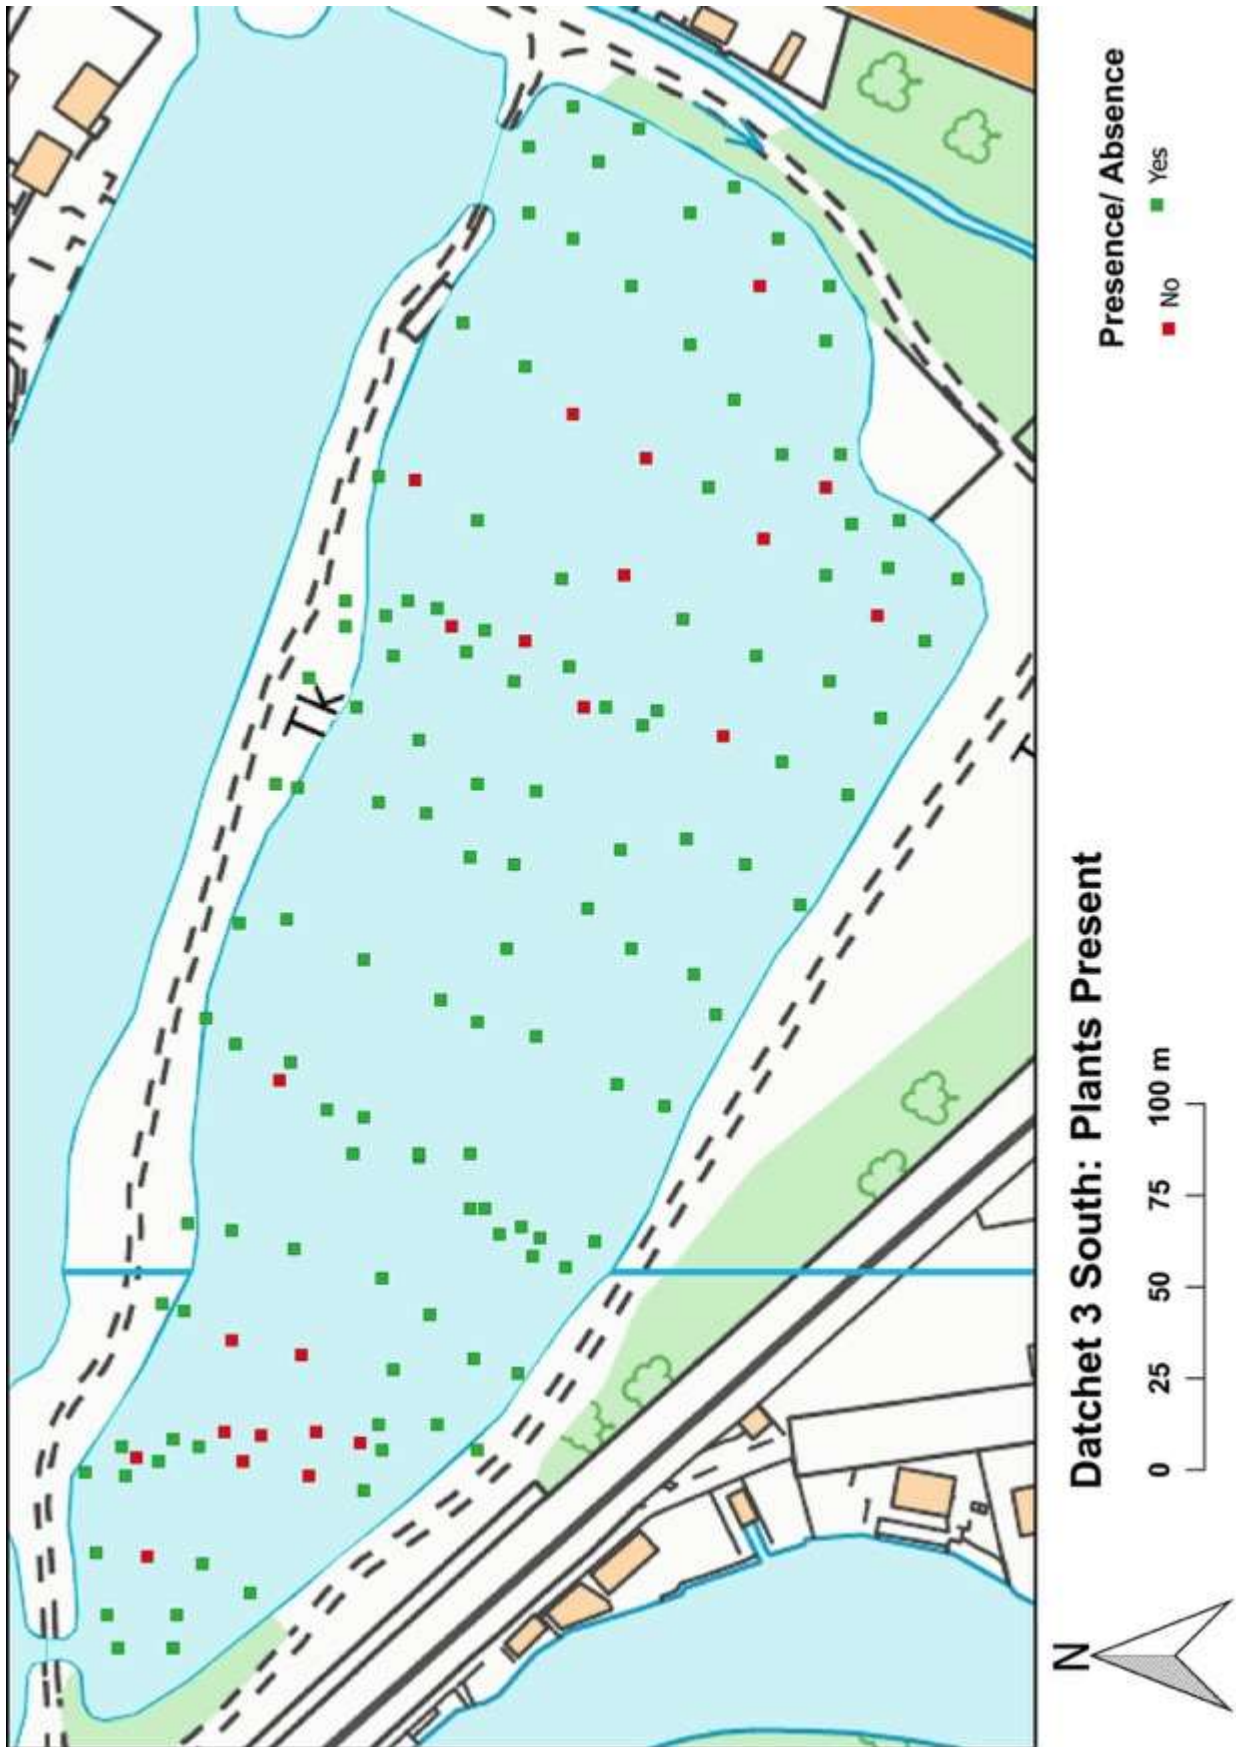 Tk
T
Datchet 3 South: Plants Present
Presence/ Absence
No
Yes
N
0
25
50
75
100 m